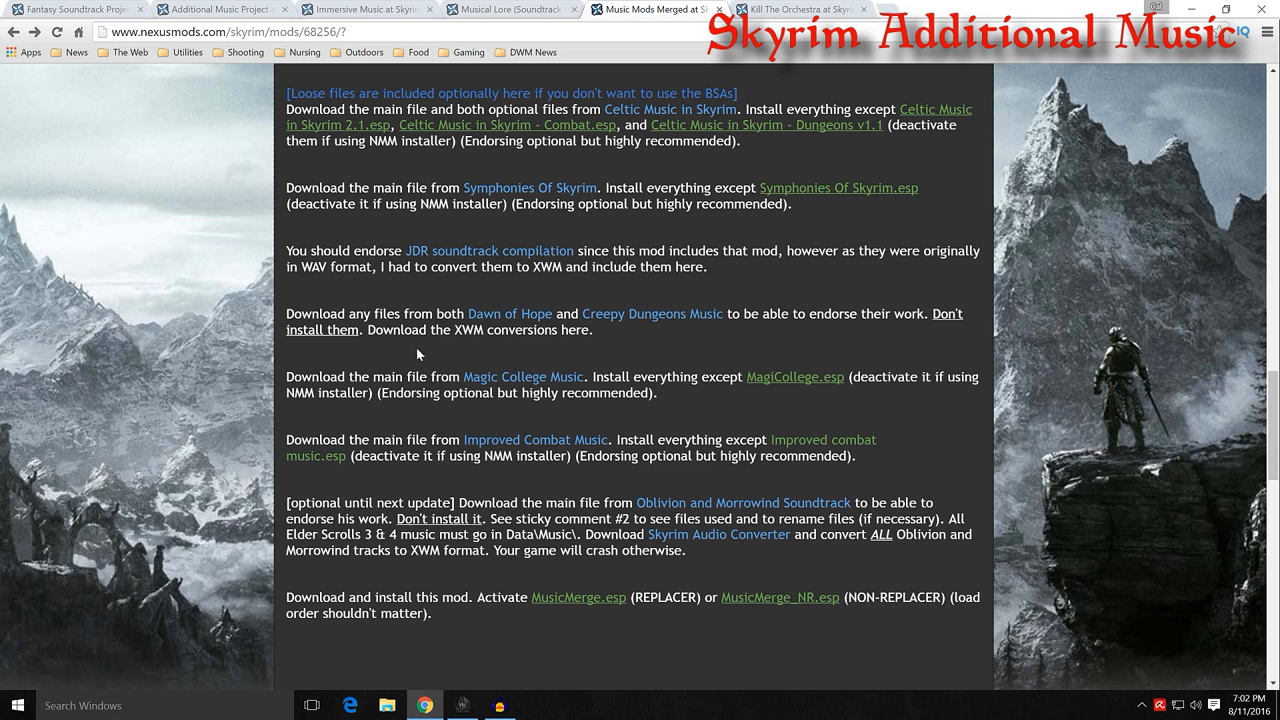 Fantasy Soundtrack Projec
Additional Music Project a
Immersive Music at Skyrim
Musical Lore (Soundtrack
Music Mods Merged at Sk
Kill The Orchestra at Skyri
Cal
www.nexusmods.com/skyrim/mods/68256/?
Skyrim Additional Music
IQ
Apps
News
The Web
Utilities
Shooting
Nursing
Outdoors
Food
Gaming
DWM News
[Loose files are included optionally here if you don't want to use the BSAs]
Download the main file and both optional files from Celtic Music in Skyrim. Install everything except Celtic Music
in Skyrim 2.1.esp, Celtic Music in Skyrim - Combat.esp, and Celtic Music in Skyrim - Dungeons v1.1 (deactivate
them if using NMM installer) (Endorsing optional but highly recommended).
Download the main file from Symphonies Of Skyrim. Install everything except Symphonies Of Skyrim.esp
(deactivate it if using NMM installer) (Endorsing optional but highly recommended).
You should endorse JDR soundtrack compilation since this mod includes that mod, however as they were originally
in WAV format, I had to convert them to XWM and include them here.
Download any files from both Dawn of Hope and Creepy Dungeons Music to be able to endorse their work. Don't
install them. Download the XWM conversions here.
Download the main file from Magic College Music. Install everything except MagiCollege.esp (deactivate it if using
NMM installer) (Endorsing optional but highly recommended).
Download the main file from Improved Combat Music. Install everything except Improved combat
music.esp (deactivate it if using NMM installer) (Endorsing optional but highly recommended).
[optional until next update] Download the main file from Oblivion and Morrowind Soundtrack to be able to
endorse his work. Don't install it. See sticky comment #2 to see files used and to rename files (if necessary). All
Elder Scrolls 3 & 4 music must go in Data\Music\. Download Skyrim Audio Converter and convert ALL Oblivion and
Morrowind tracks to XWM format. Your game will crash otherwise.
Download and install this mod. Activate MusicMerge.esp (REPLACER) or MusicMerge_NR.esp (NON-REPLACER) (load
order shouldn't matter).
Search Windows
7:02 PM
8/11/2016